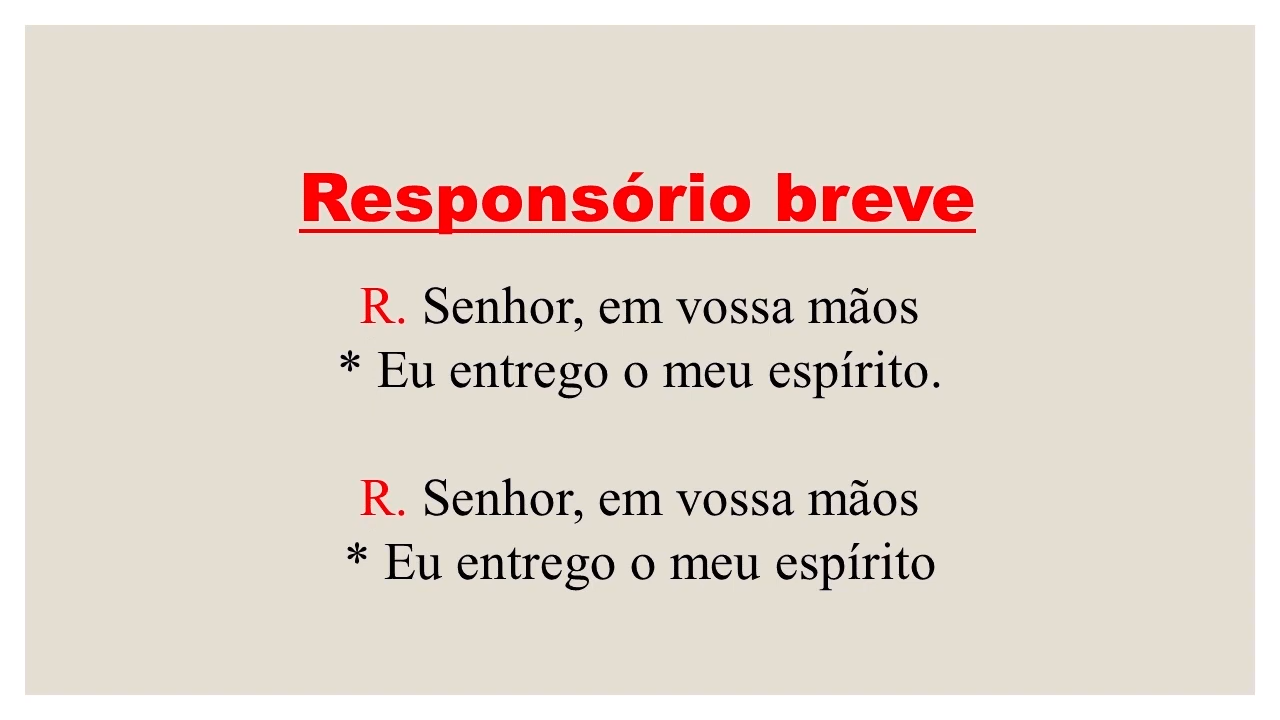 Responsório breve
R. Senhor, em vossa mãos
* Eu entrego o meu espírito.
R. Senhor, em vossa mãos
* Eu entrego o meu espírito